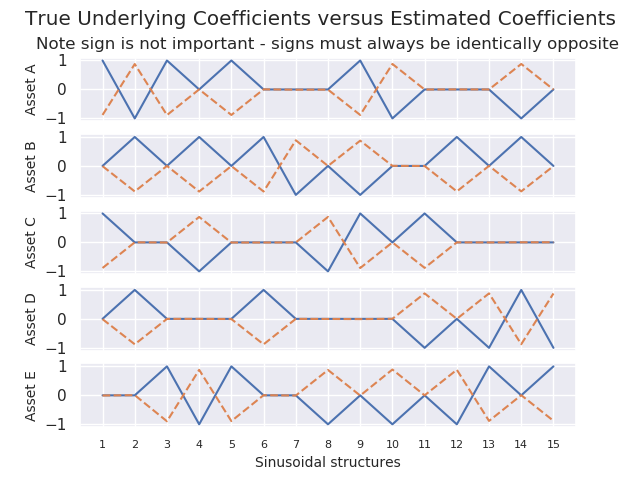 True Underlying Coefficients versus Estimated Coefficients
Note sign is not important - signs must always be identically opposite
Asset A
1
0
−1
Asset B
1
0
−1
Asset C
1
0
−1
Asset D
1
0
−1
Asset E
1
0
−1
1 2 3 4 5 6 7 8 9 10 11 12 13 14 15
Sinusoidal structures